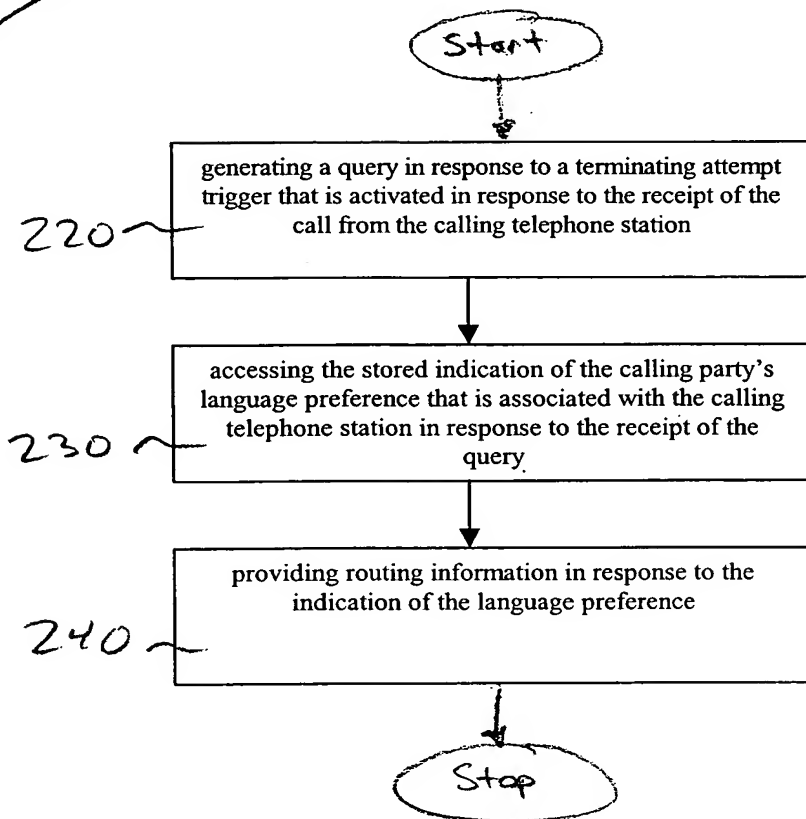 Start
generating a query in response to a terminating attempt
trigger that is activated in response to the receipt of the
call from the calling telephone station
220
accessing the stored indication of the calling party's
language preference that is associated with the calling
telephone station in response to the receipt of the
query
230
providing routing information in response to the
indication of the language preference
240
Stop